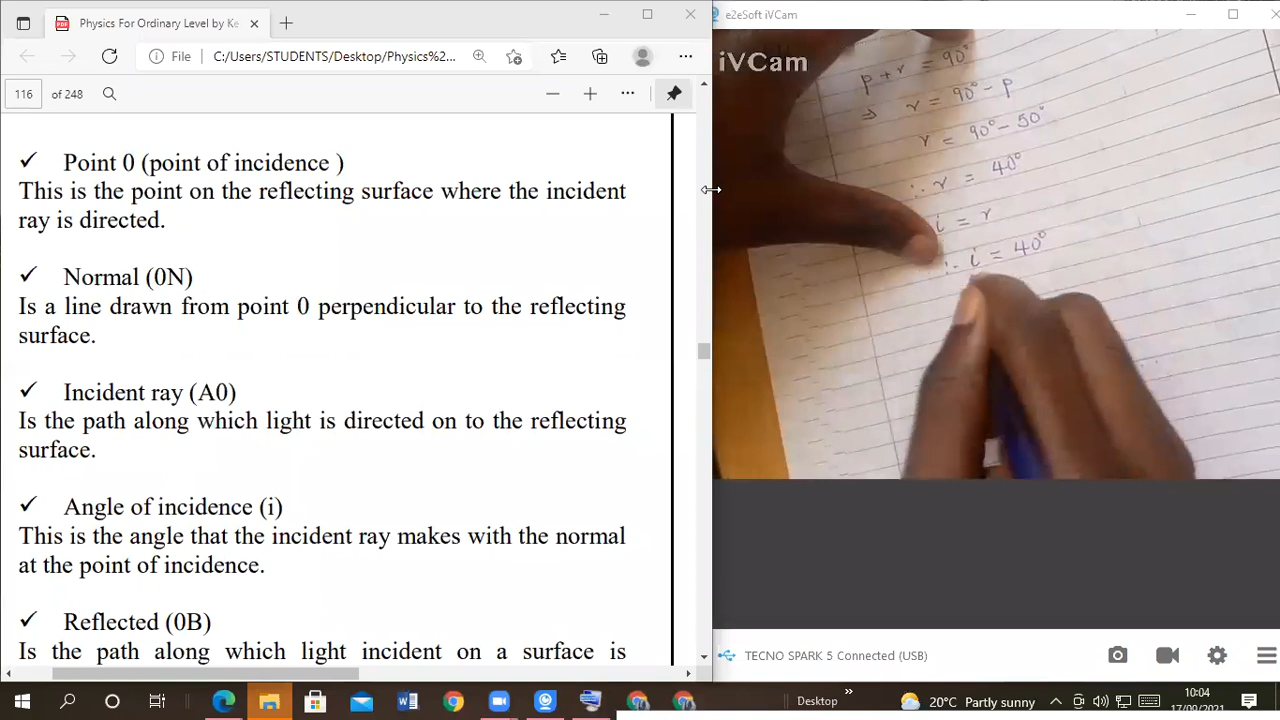 Physics For Ordinary Level by Ke
File C:/Users/STUDENTS/Desktop/Physics%2...
116 of 248
✓ Point 0 (point of incidence )
This is the point on the reflecting surface where the incident
ray is directed.
✓ Normal (0N)
Is a line drawn from point 0 perpendicular to the reflecting
surface.
✓ Incident ray (A0)
Is the path along which light is directed on to the reflecting
surface.
✓ Angle of incidence (i)
This is the angle that the incident ray makes with the normal
at the point of incidence.
✓ Reflected (0B)
Is the path along which light incident on a surface is
e2eSoft iVCam
iVCam
p + r = 90°
⇒ r = 90° - p
r = 90° - 50°
∴ r = 40°
i = r
∴ i = 40°
TECNO SPARK 5 Connected (USB)
Desktop
20°C Partly sunny
10:04
17/09/2021